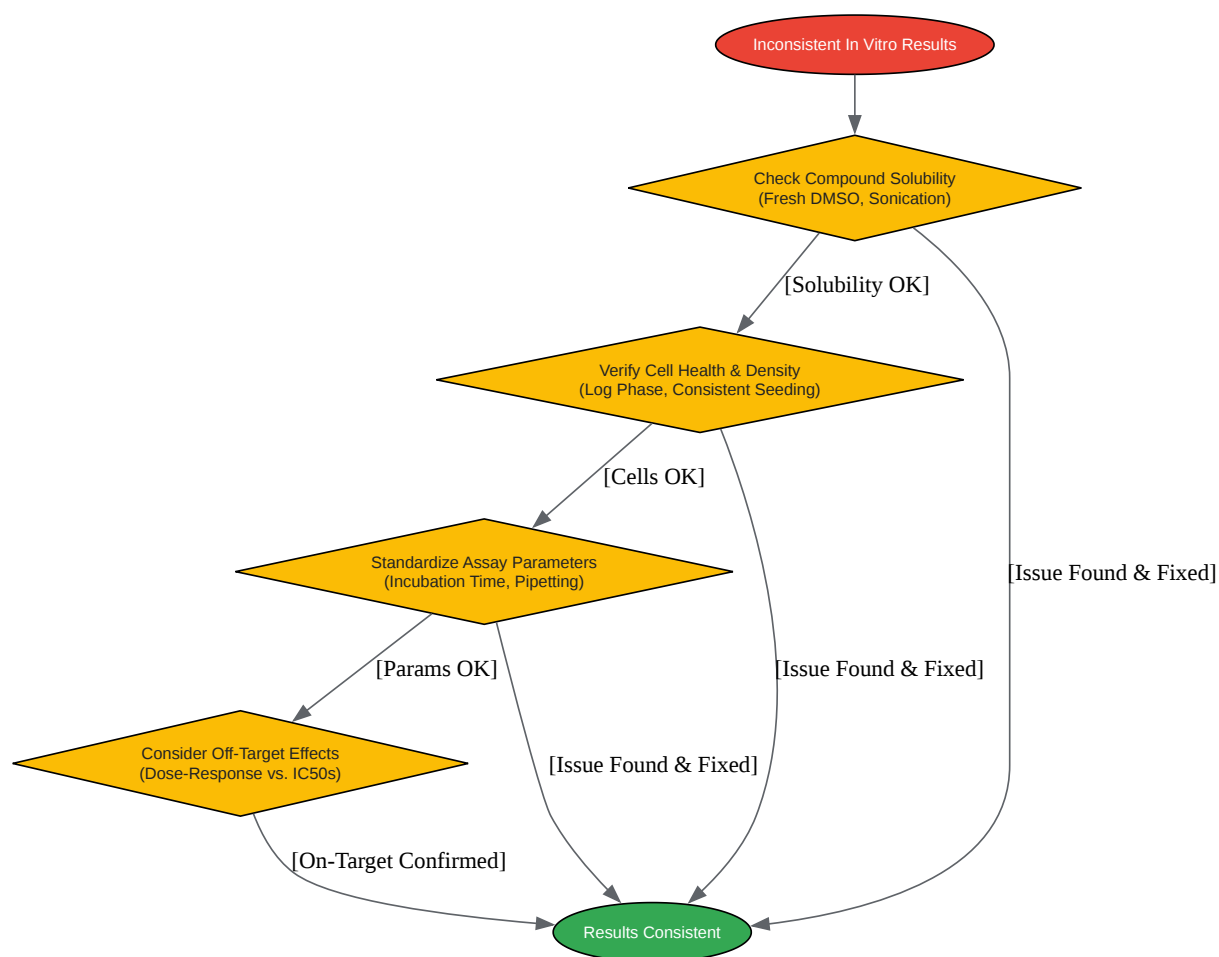 Inconsistent In Vitro Results
Check Compound Solubility
(Fresh DMSO, Sonication)
[Solubility OK]
Verify Cell Health & Density
(Log Phase, Consistent Seeding)
[Cells OK]
Standardize Assay Parameters
(Incubation Time, Pipetting)
[Issue Found & Fixed]
[Params OK]
[Issue Found & Fixed]
Consider Off-Target Effects
(Dose-Response vs. IC50s)
[Issue Found & Fixed]
[On-Target Confirmed]
Results Consistent